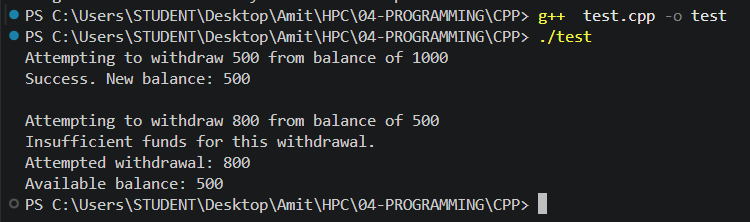 PS C:\Users\STUDENT\Desktop\Amit\HPC\04-PROGRAMMING\CPP> g++  test.cpp -o test
PS C:\Users\STUDENT\Desktop\Amit\HPC\04-PROGRAMMING\CPP> ./test
Attempting to withdraw 500 from balance of 1000
Success. New balance: 500

Attempting to withdraw 800 from balance of 500
Insufficient funds for this withdrawal.
Attempted withdrawal: 800
Available balance: 500
PS C:\Users\STUDENT\Desktop\Amit\HPC\04-PROGRAMMING\CPP>